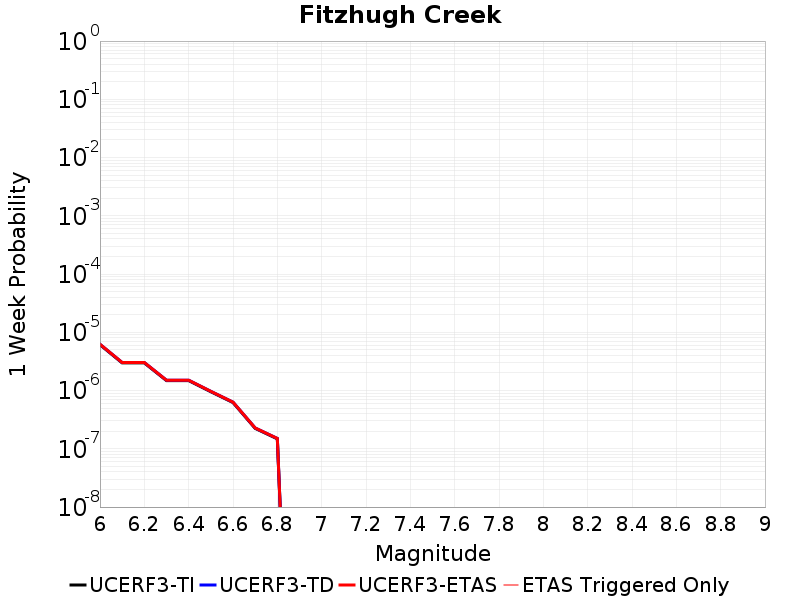 Fitzhugh Creek
1 Week Probability
10^0
10^-1
10^-2
10^-3
10^-4
10^-5
10^-6
10^-7
10^-8
6 6.2 6.4 6.6 6.8 7 7.2 7.4 7.6 7.8 8 8.2 8.4 8.6 8.8 9
Magnitude
UCERF3-TI UCERF3-TD UCERF3-ETAS ETAS Triggered Only